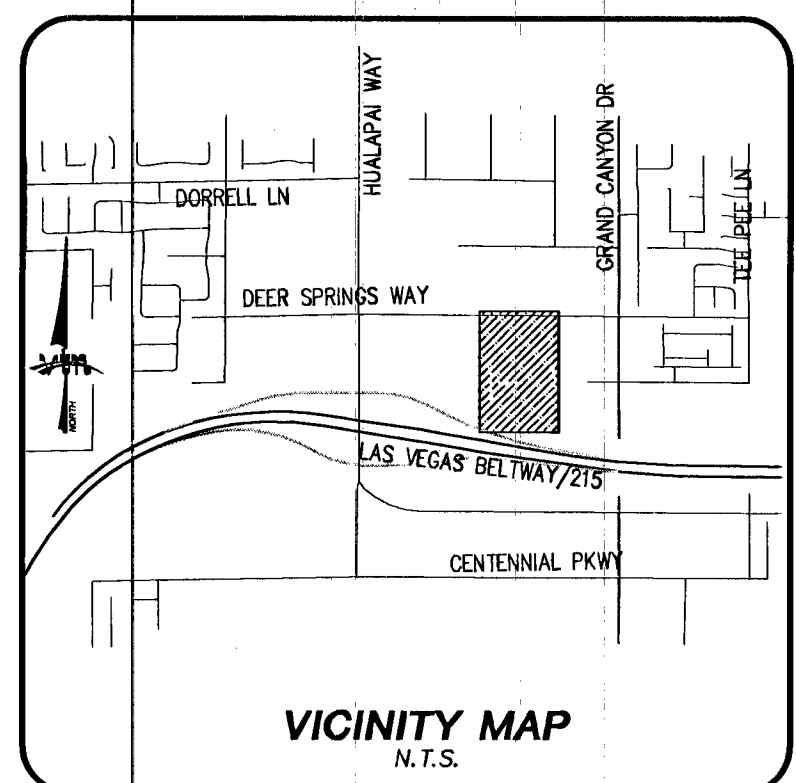 HUALAPAI WAY
GRAND CANYON DR
TEE PEE LN
DORRELL LN
DEER SPRINGS WAY
NORTH
LAS VEGAS BELTWAY/215
CENTENNIAL PKWY
VICINITY MAP
N.T.S.